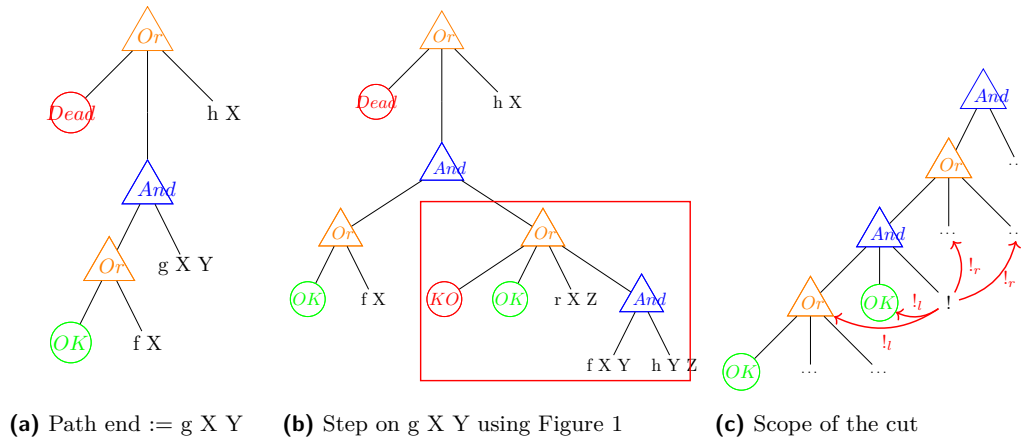 Or
Dead
h X
And
Or
g X Y
OK
f X
(a) Path end := g X Y
Or
Dead
h X
And
Or
Or
OK
f X
KO
OK
r X Z
And
f X Y
h Y Z
(b) Step on g X Y using Figure 1
And
Or
...
And
...
...
Or
OK
!
!r
!r
!l
!l
OK
...
...
(c) Scope of the cut